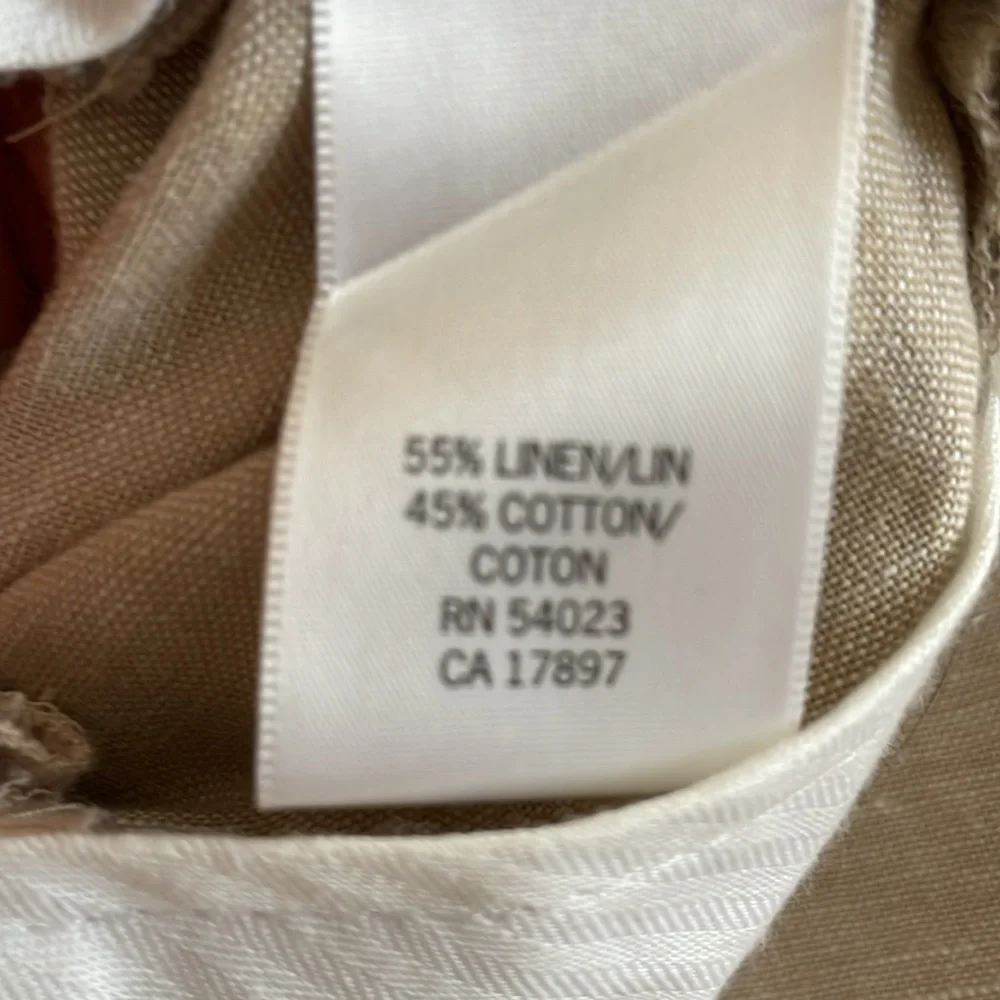 55% LINEN/LIN
45% COTTON/
COTON
RN 54023
CA 17897